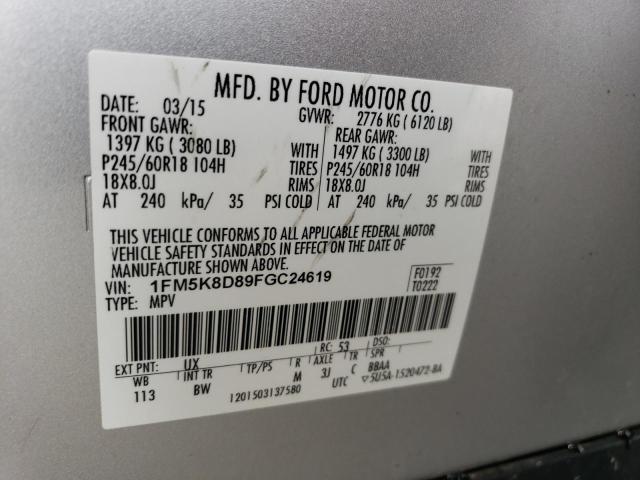 MFD. BY FORD MOTOR CO.
DATE: 03/15 GVWR: 2776 KG ( 6120 LB)
FRONT GAWR: REAR GAWR:
1397 KG ( 3080 LB) WITH 1497 KG ( 3300 LB) WITH
P245/60R18 104H TIRES P245/60R18 104H TIRES
18X8.0J RIMS 18X8.0J RIMS
AT 240 kPa/ 35 PSI COLD AT 240 kPa/ 35 PSI COLD
THIS VEHICLE CONFORMS TO ALL APPLICABLE FEDERAL MOTOR
VEHICLE SAFETY STANDARDS IN EFFECT ON THE DATE OF
MANUFACTURE SHOWN ABOVE.
VIN: 1FM5K8D89FGC24619 F0192
TYPE: MPV T0222
EXT PNT: UX RC: 53 DSO:
WB INT TR TP/PS R AXLE TR SPR
113 BW M 3J C BBAA
1201503137580 UTC ▽5U5A-1520472-BA